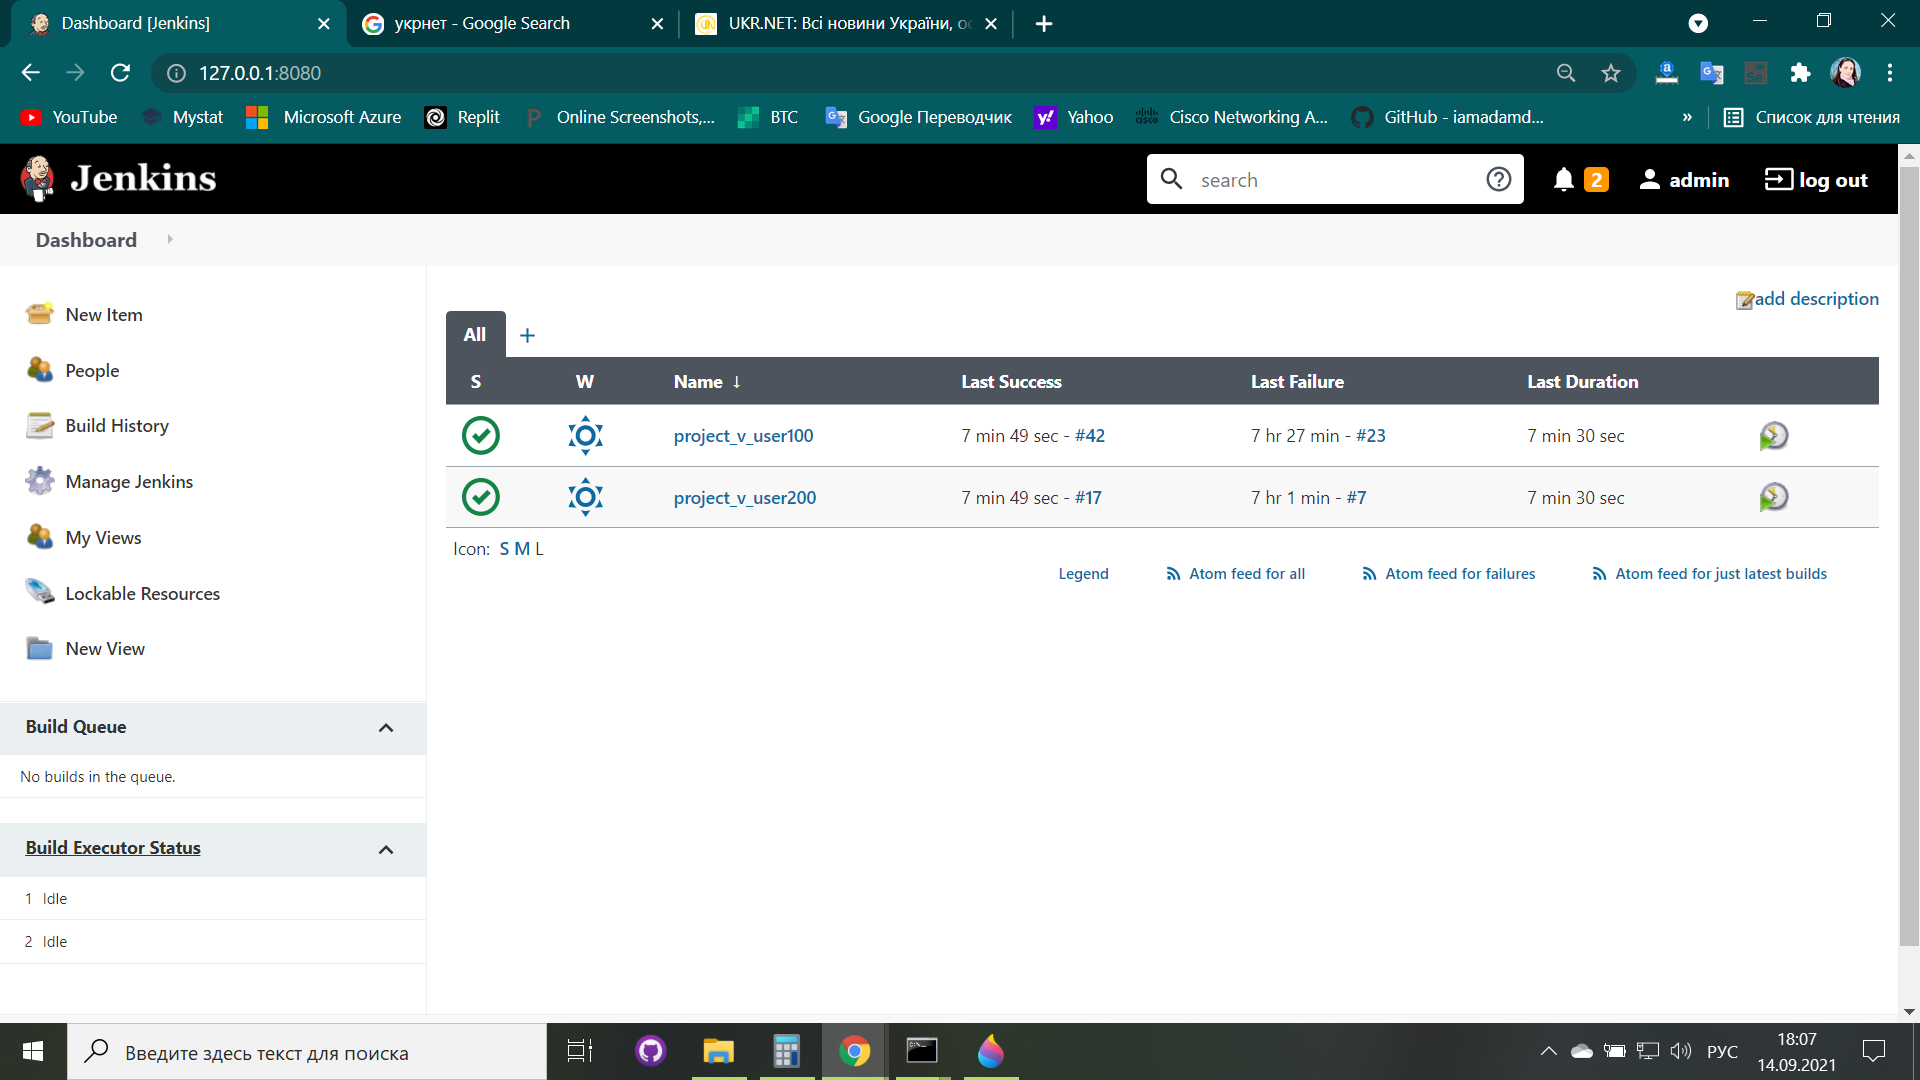 Dashboard [Jenkins]
укрнет - Google Search
UKR.NET: Всі новини України, ос
127.0.0.1:8080
YouTube
Mystat
Microsoft Azure
Replit
Online Screenshots,...
BTC
Google Переводчик
Yahoo
Cisco Networking A...
GitHub - iamadamd...
»
Список для чтения
Jenkins
search
2
admin
log out
Dashboard
New Item
People
Build History
Manage Jenkins
My Views
Lockable Resources
New View
Build Queue
No builds in the queue.
Build Executor Status
1 Idle
2 Idle
add description
All +
S W Name ↓ Last Success Last Failure Last Duration
project_v_user100 7 min 49 sec - #42 7 hr 27 min - #23 7 min 30 sec
project_v_user200 7 min 49 sec - #17 7 hr 1 min - #7 7 min 30 sec
Icon: S M L
Legend Atom feed for all Atom feed for failures Atom feed for just latest builds
Введите здесь текст для поиска
РУС
18:07
14.09.2021